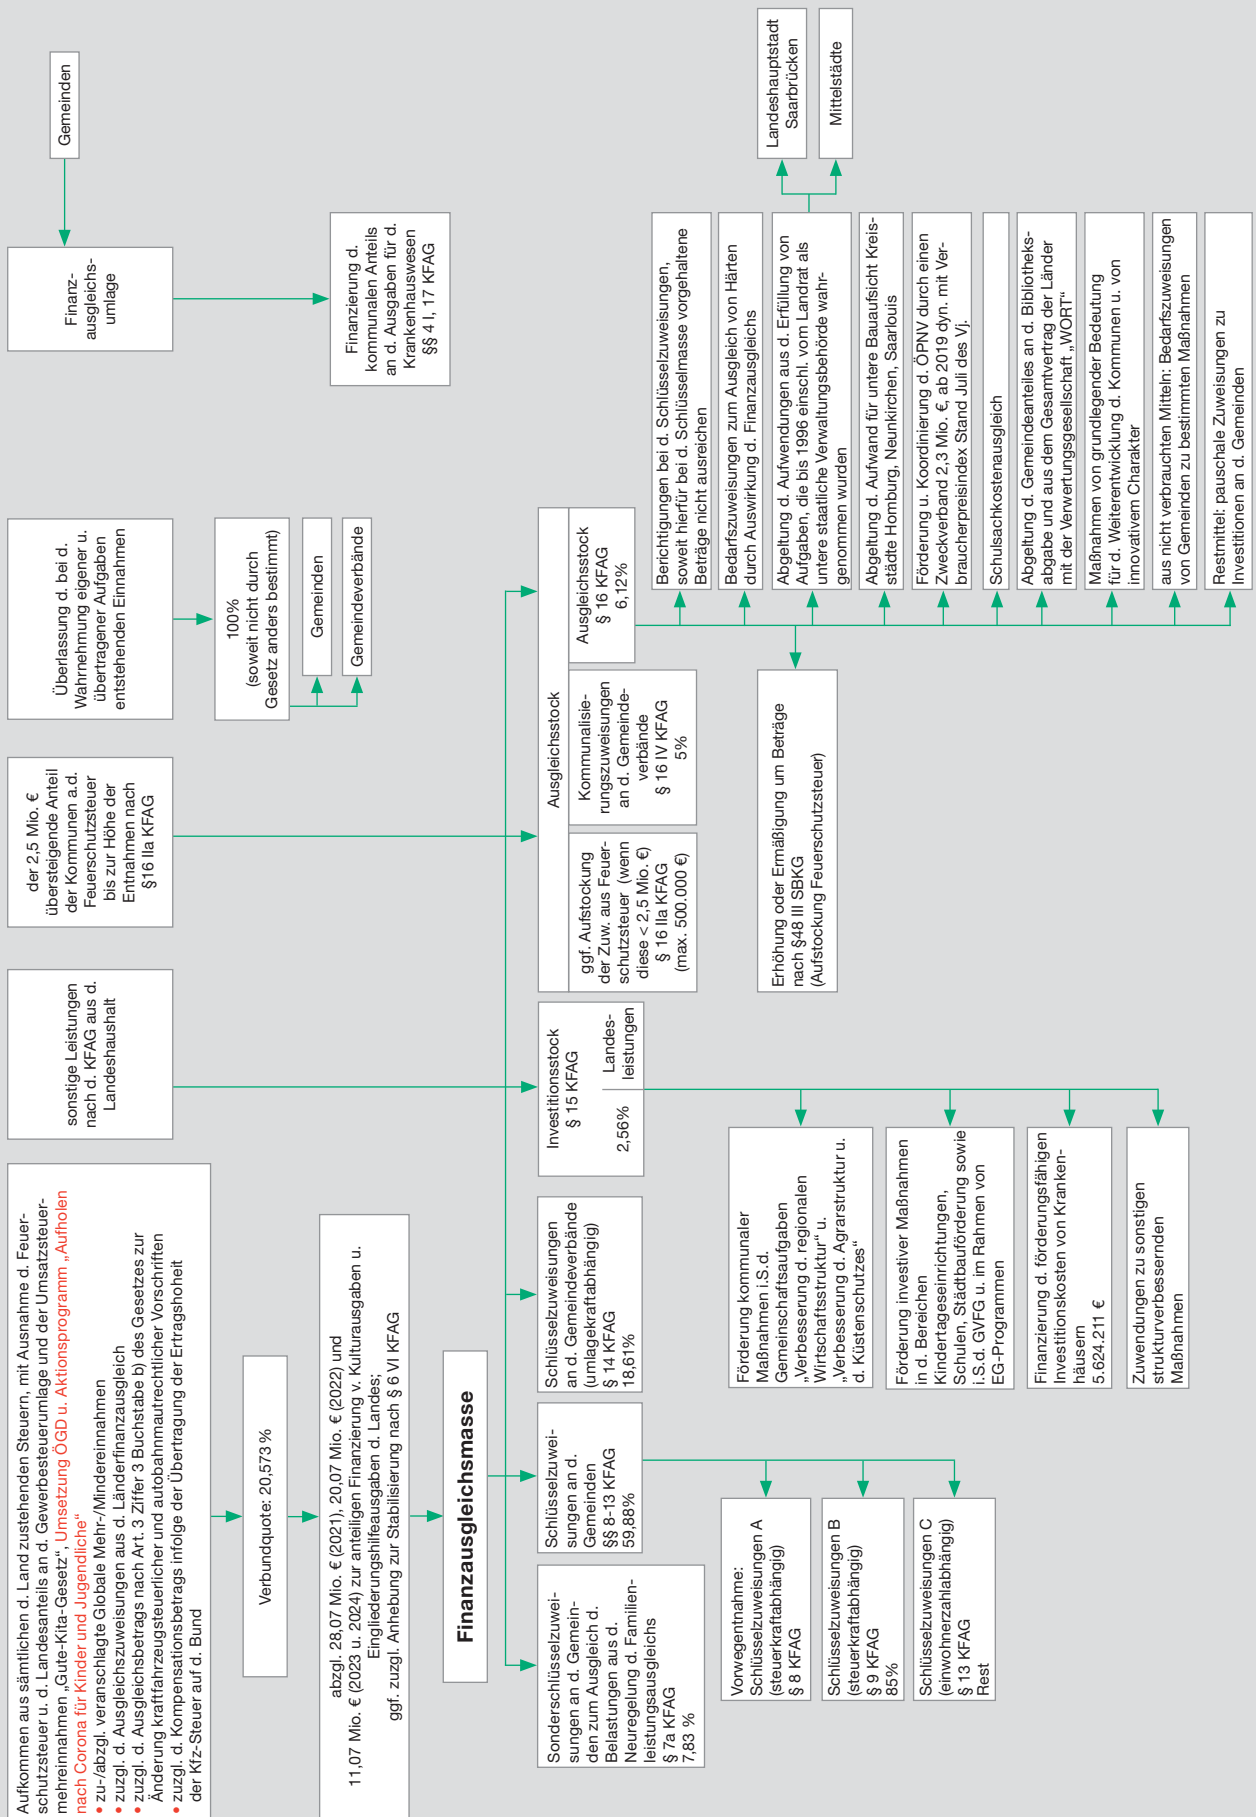 Aufkommen aus sämtlichen d. Land zustehenden Steuern, mit Ausnahme d. Feuer-
schutzsteuer u. d. Landesanteils an d. Gewerbesteuerumlage und der Umsatzsteuer-
mehreinnahmen „Gute-Kita-Gesetz“, Umsetzung ÖGD u. Aktionsprogramm „Aufholen
nach Corona für Kinder und Jugendliche“
• zu-/abzgl. veranschlagte Globale Mehr-/Mindereinnahmen
• zuzgl. d. Ausgleichszuweisungen aus d. Länderfinanzausgleich
• zuzgl. d. Ausgleichsbetrags nach Art. 3 Ziffer 3 Buchstabe b) des Gesetzes zur
Änderung kraftfahrzeugsteuerlicher und autobahnmautrechtlicher Vorschriften
• zuzgl. d. Kompensationsbetrags infolge der Übertragung der Ertragshoheit
der Kfz-Steuer auf d. Bund
sonstige Leistungen
nach d. KFAG aus d.
Landeshaushalt
der 2,5 Mio. €
übersteigende Anteil
der Kommunen a.d.
Feuerschutzsteuer
bis zur Höhe der
Entnahmen nach
§16 IIa KFAG
Überlassung d. bei d.
Wahrnehmung eigener u.
übertragener Aufgaben
entstehenden Einnahmen
Finanz-
ausgleichs-
umlage
Gemeinden
Verbundquote: 20,573 %
100%
(soweit nicht durch
Gesetz anders bestimmt)
Gemeinden
Gemeindeverbände
abzgl. 28,07 Mio. € (2021), 20,07 Mio. € (2022) und
11,07 Mio. € (2023 u. 2024) zur anteiligen Finanzierung v. Kulturausgaben u.
Eingliederungshilfeausgaben d. Landes;
ggf. zuzgl. Anhebung zur Stabilisierung nach § 6 VI KFAG
Finanzierung d.
kommunalen Anteils
an d. Ausgaben für d.
Krankenhauswesen
§§ 4 I, 17 KFAG
Finanzausgleichsmasse
Sonderschlüsselzuwei-
sungen an d. Gemein-
den zum Ausgleich d.
Belastungen aus d.
Neuregelung d. Familien-
leistungsausgleichs
§ 7a KFAG
7,83 %
Schlüsselzuwei-
sungen an d.
Gemeinden
§§ 8-13 KFAG
59,88%
Schlüsselzuweisungen
an d. Gemeindeverbände
(umlagekraftabhängig)
§ 14 KFAG
18,61%
Investitionsstock
§ 15 KFAG
2,56%
Landes-
leistungen
Ausgleichsstock
ggf. Aufstockung
der Zuw. aus Feuer-
schutzsteuer (wenn
diese < 2,5 Mio. €)
§ 16 IIa KFAG
(max. 500.000 €)
Kommunalisie-
rungszuweisungen
an d. Gemeinde-
verbände
§ 16 IV KFAG
5%
Ausgleichsstock
§ 16 KFAG
6,12%
Vorwegentnahme:
Schlüsselzuweisungen A
(steuerkraftabhängig)
§ 8 KFAG
Schlüsselzuweisungen B
(steuerkraftabhängig)
§ 9 KFAG
85%
Schlüsselzuweisungen C
(einwohnerzahlabhängig)
§ 13 KFAG
Rest
Förderung kommunaler
Maßnahmen i.S.d.
Gemeinschaftsaufgaben
„Verbesserung d. regionalen
Wirtschaftsstruktur“ u.
„Verbesserung d. Agrarstruktur u.
d. Küstenschutzes“
Förderung investiver Maßnahmen
in d. Bereichen
Kindertageseinrichtungen,
Schulen, Städtbauförderung sowie
i.S.d. GVFG u. im Rahmen von
EG-Programmen
Finanzierung d. förderungsfähigen
Investitionskosten von Kranken-
häusern
5.624.211 €
Zuwendungen zu sonstigen
strukturverbessernden
Maßnahmen
Erhöhung oder Ermäßigung um Beträge
nach §48 III SBKG
(Aufstockung Feuerschutzsteuer)
Berichtigungen bei d. Schlüsselzuweisungen,
soweit hierfür bei d. Schlüsselmasse vorgehaltene
Beträge nicht ausreichen
Bedarfszuweisungen zum Ausgleich von Härten
durch Auswirkung d. Finanzausgleichs
Abgeltung d. Aufwendungen aus d. Erfüllung von
Aufgaben, die bis 1996 einschl. vom Landrat als
untere staatliche Verwaltungsbehörde wahr-
genommen wurden
Landeshauptstadt
Saarbrücken
Mittelstädte
Abgeltung d. Aufwand für untere Bauaufsicht Kreis-
städte Homburg, Neunkirchen, Saarlouis
Förderung u. Koordinierung d. ÖPNV durch einen
Zweckverband 2,3 Mio. €, ab 2019 dyn. mit Ver-
braucherpreisindex Stand Juli des Vj.
Schulsachkostenausgleich
Abgeltung d. Gemeindeanteiles an d. Bibliotheks-
abgabe und aus dem Gesamtvertrag der Länder
mit der Verwertungsgesellschaft „WORT“
Maßnahmen von grundlegender Bedeutung
für d. Weiterentwicklung d. Kommunen u. von
innovativem Charakter
aus nicht verbrauchten Mitteln: Bedarfszuweisungen
von Gemeinden zu bestimmten Maßnahmen
Restmittel: pauschale Zuweisungen zu
Investitionen an d. Gemeinden